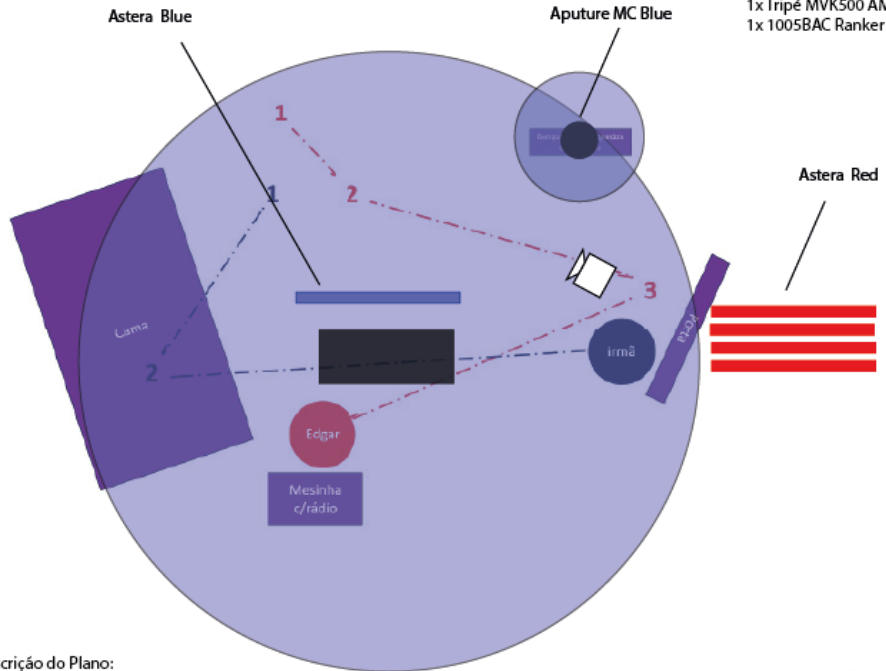 Astera Blue
Aputure MC Blue
1x Tripé MVK500 AM
1x 1005BAC Ranker
Astera Red
1
1
2
3
Cama
2
Porta
irmã
Edgar
Mesinha
c/rádio
crição do Plano: